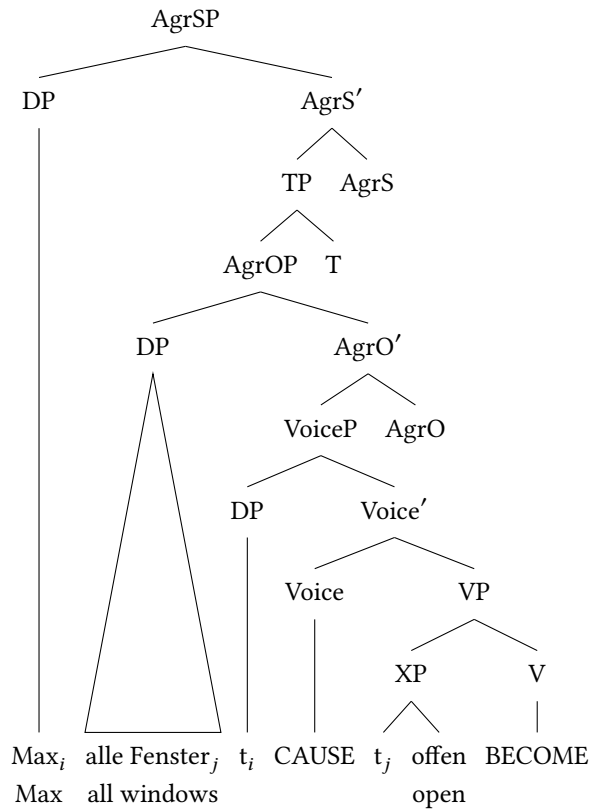 AgrSP
DP AgrS′
TP AgrS
AgrOP T
DP AgrO′
VoiceP AgrO
DP Voice′
Voice VP
XP V
Maxᵢ alle Fensterⱼ tᵢ CAUSE tⱼ offen BECOME
Max all windows open